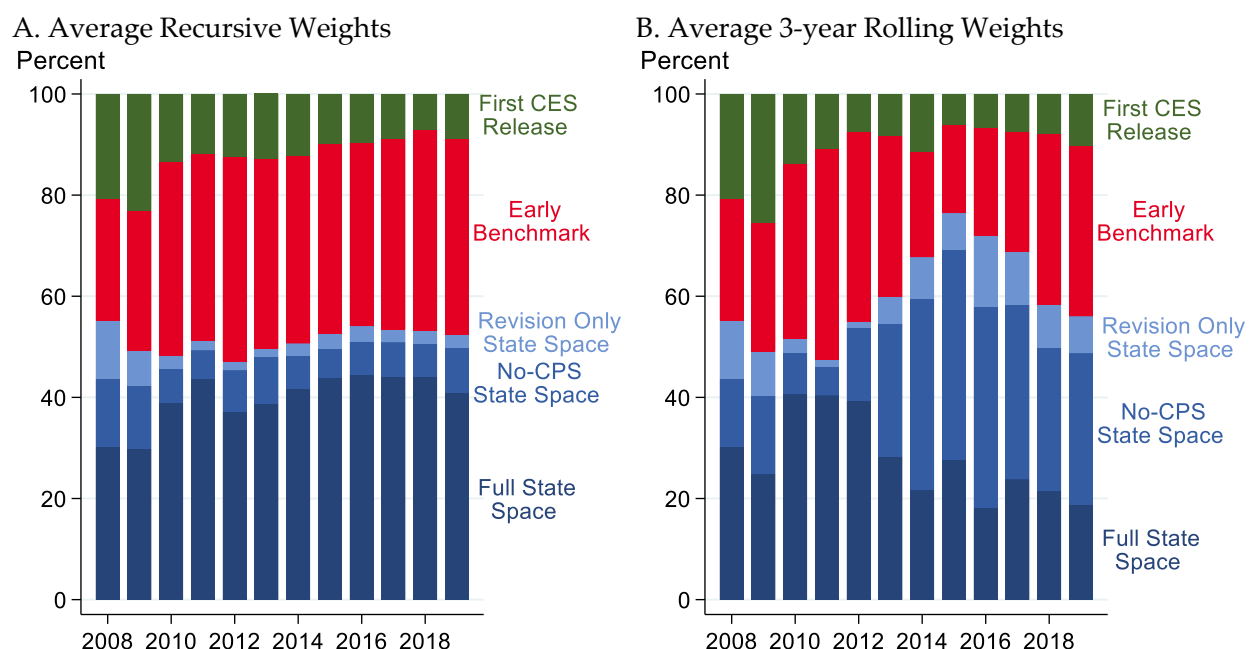 A. Average Recursive Weights
Percent
100
80
60
40
20
0
2008 2010 2012 2014 2016 2018
First CES
Release
Early
Benchmark
Revision Only
State Space
No-CPS
State Space
Full State
Space
B. Average 3-year Rolling Weights
Percent
100
80
60
40
20
0
2008 2010 2012 2014 2016 2018
First CES
Release
Early
Benchmark
Revision Only
State Space
No-CPS
State Space
Full State
Space